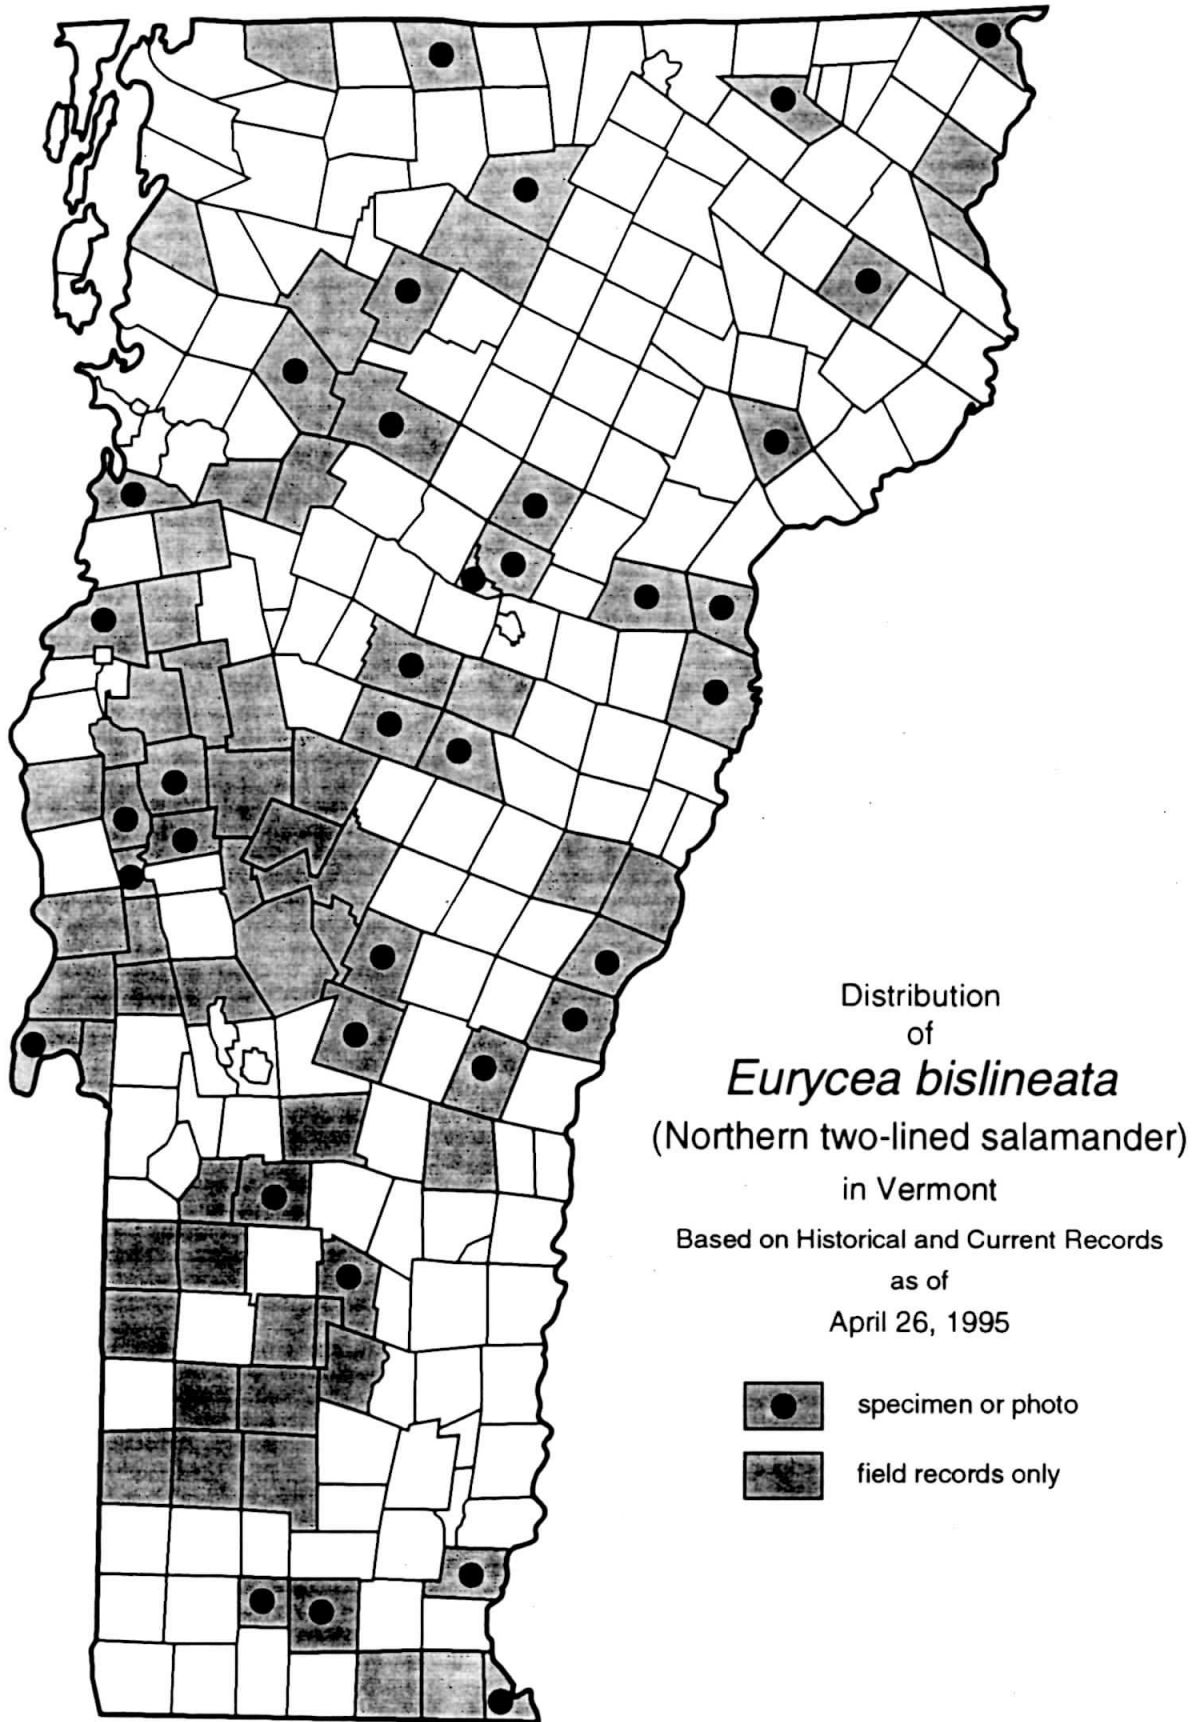 Distribution
of
Eurycea bislineata
(Northern two-lined salamander)
in Vermont
Based on Historical and Current Records
as of
April 26, 1995
specimen or photo
field records only